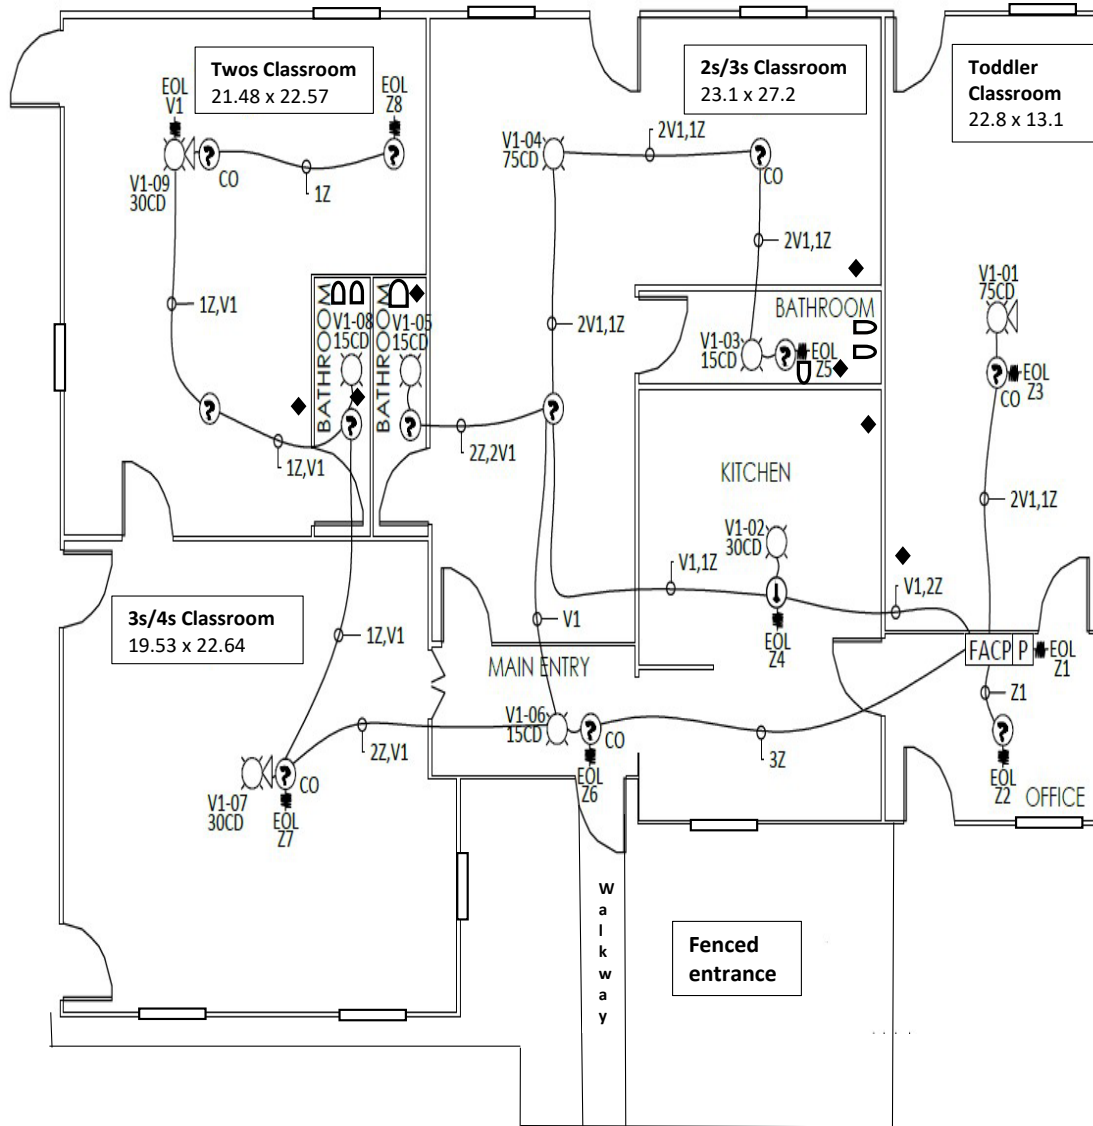 Twos Classroom
21.48 x 22.57
2s/3s Classroom
23.1 x 27.2
Toddler
Classroom
22.8 x 13.1
EOL
V1
EOL
Z8
V1-09
30CD
CO
1Z
V1-04
75CD
2V1,1Z
CO
2V1,1Z
V1-01
75CD
1Z,V1
BATHROOM
V1-08
15CD
BATHROOM
V1-05
15CD
2V1,1Z
BATHROOM
V1-03
15CD
EOL
Z5
EOL
Z3
CO
1Z,V1
2Z,2V1
KITCHEN
2V1,1Z
V1-02
30CD
V1,1Z
V1,2Z
EOL
Z4
3s/4s Classroom
19.53 x 22.64
1Z,V1
V1
MAIN ENTRY
FACP
P
EOL
Z1
Z1
V1-06
15CD
CO
2Z,V1
3Z
EOL
Z6
EOL
Z2
OFFICE
V1-07
30CD
CO
EOL
Z7
W
a
l
k
w
a
y
Fenced
entrance
. . . .